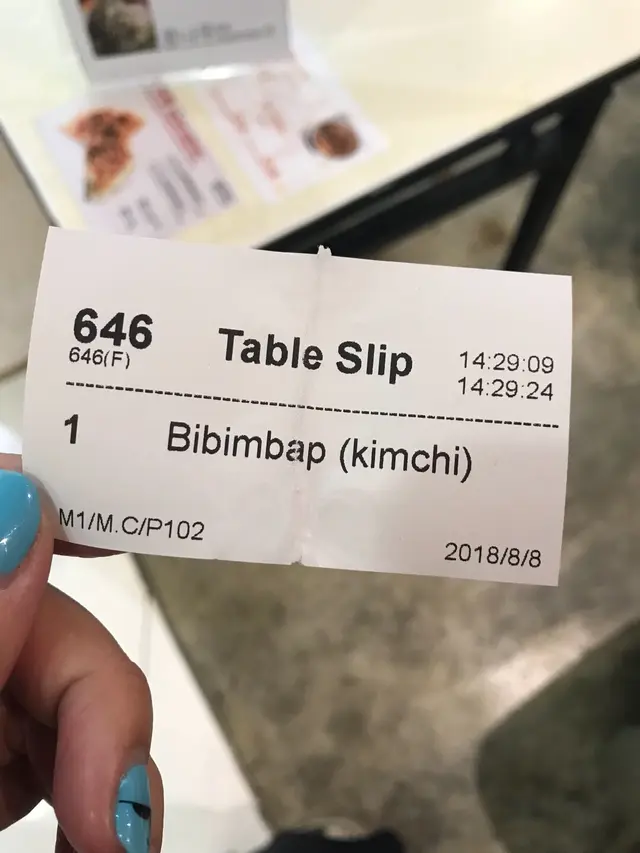 646 Table Slip 14:29:09
646(F) 14:29:24
1 Bibimbap (kimchi)
M1/M.C/P102
2018/8/8